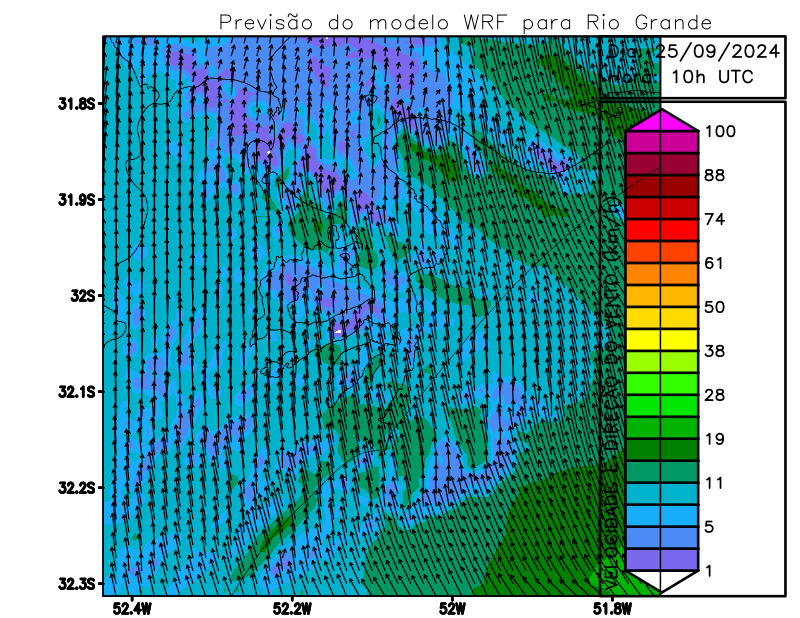 Previsão do modelo WRF para Rio Grande
Dia: 25/09/2024
Hora: 10h UTC
31.8S
31.9S
32S
32.1S
32.2S
32.3S
52.4W
52.2W
52W
51.8W
VELOCIDADE E DIREÇÃO DO VENTO (km/h)
100
88
74
61
50
38
28
19
11
5
1